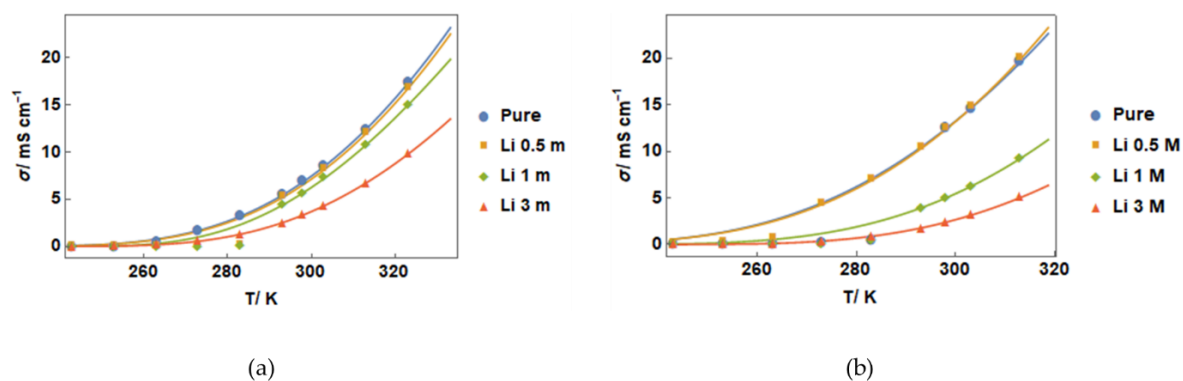 σ/ mS cm⁻¹
20
15
10
5
0
260
280
300
320
T/ K
Pure
Li 0.5 m
Li 1 m
Li 3 m
(a)
σ/ mS cm⁻¹
20
15
10
5
0
260
280
300
320
T/ K
Pure
Li 0.5 M
Li 1 M
Li 3 M
(b)